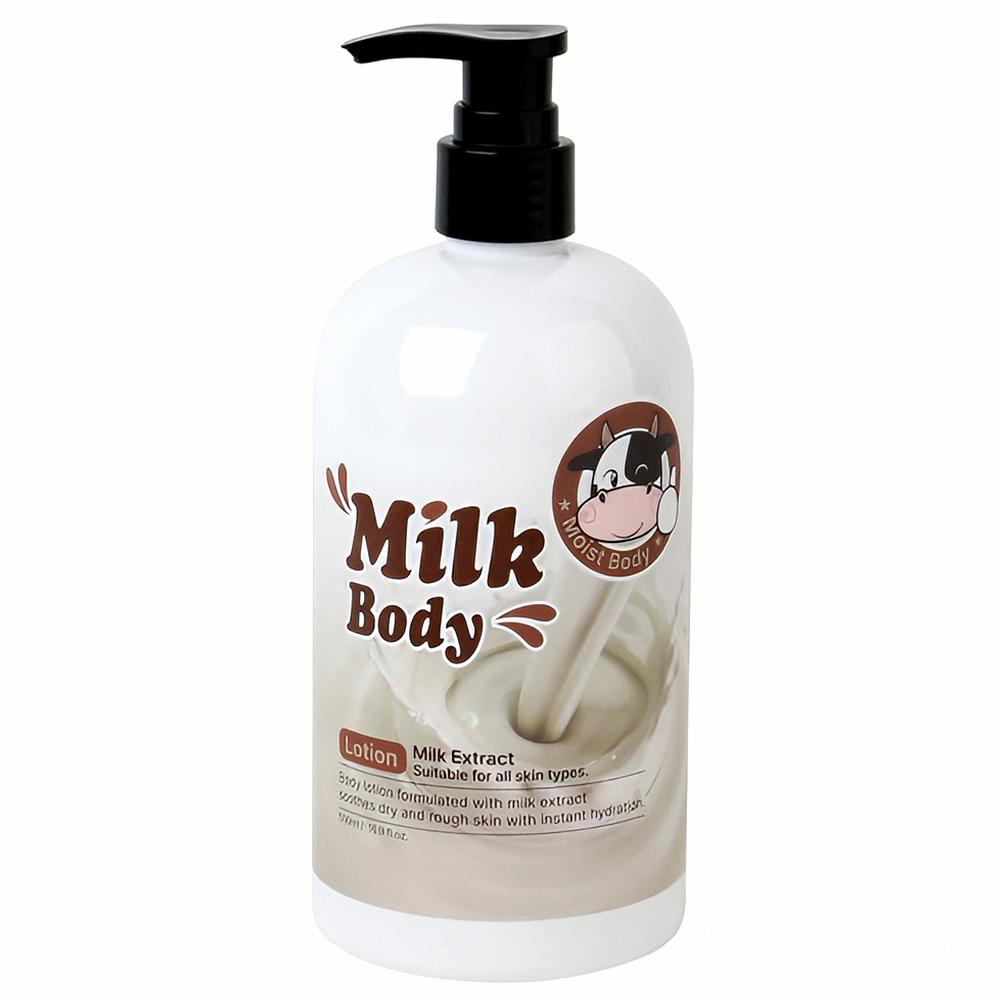 Moist Body
Milk
Body
Lotion
Milk Extract
Suitable for all skin types.
Body lotion formulated with milk extract
soothes dry and rough skin with instant hydration.